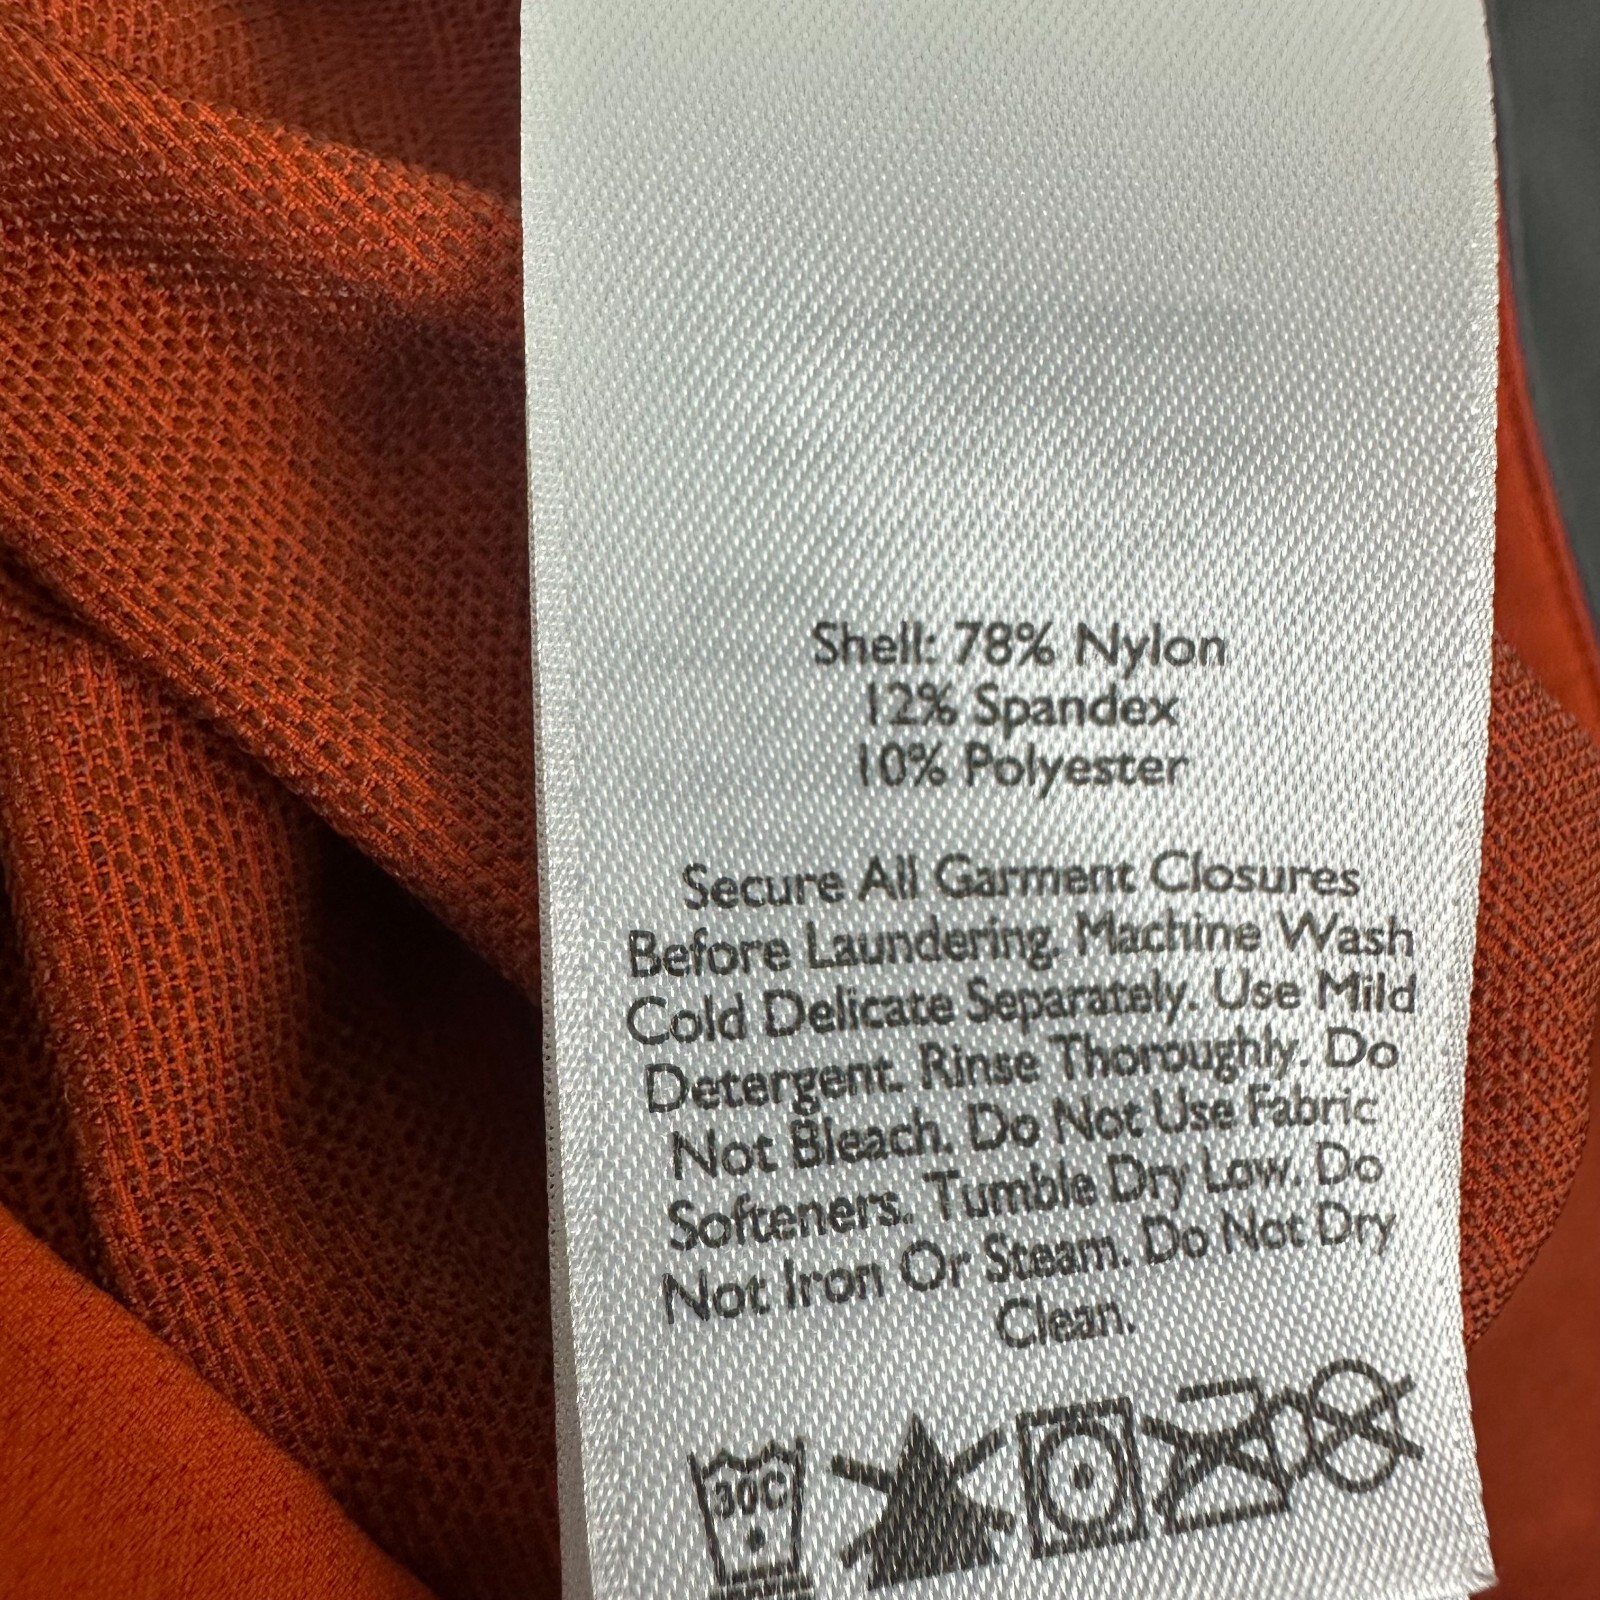 Shell: 78% Nylon
12% Spandex
10% Polyester
Secure All Garment Closures
Before Laundering. Machine Wash
Cold Delicate Separately. Use Mild
Detergent. Rinse Thoroughly. Do
Not Bleach. Do Not Use Fabric
Softeners. Tumble Dry Low. Do
Not Iron Or Steam. Do Not Dry
Clean.
30C